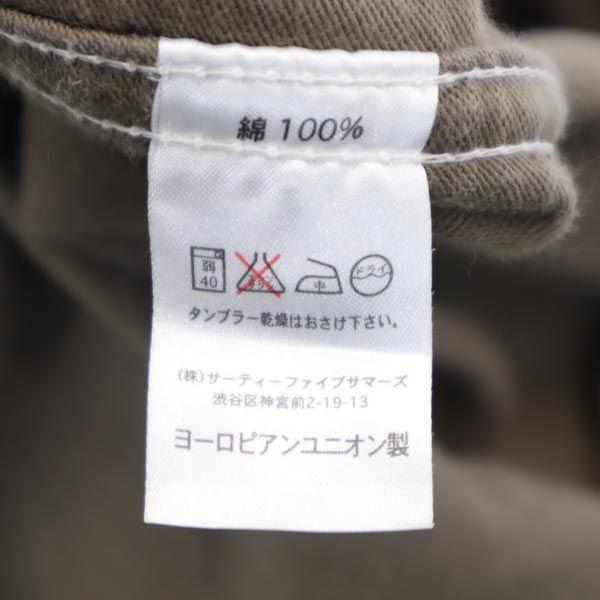 綿 100%
弱
40
中
ドライ
タンブラー乾燥はおさけ下さい。
(株)サーティーファイブサマーズ
渋谷区神宮前2-19-13
ヨーロピアンユニオン製